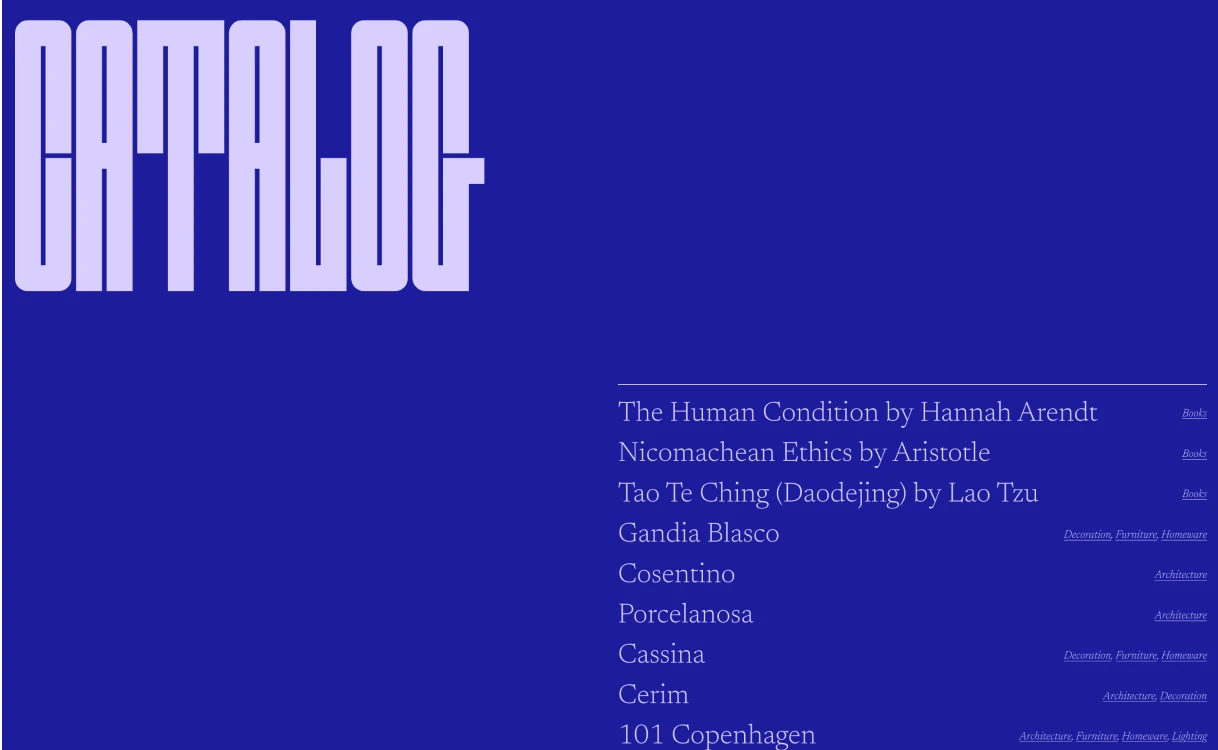 CATALOG
The Human Condition by Hannah Arendt Books
Nicomachean Ethics by Aristotle Books
Tao Te Ching (Daodejing) by Lao Tzu Books
Gandia Blasco Decoration, Furniture, Homeware
Cosentino Architecture
Porcelanosa Architecture
Cassina Decoration, Furniture, Homeware
Cerim Architecture, Decoration
101 Copenhagen Architecture, Furniture, Homeware, Lighting